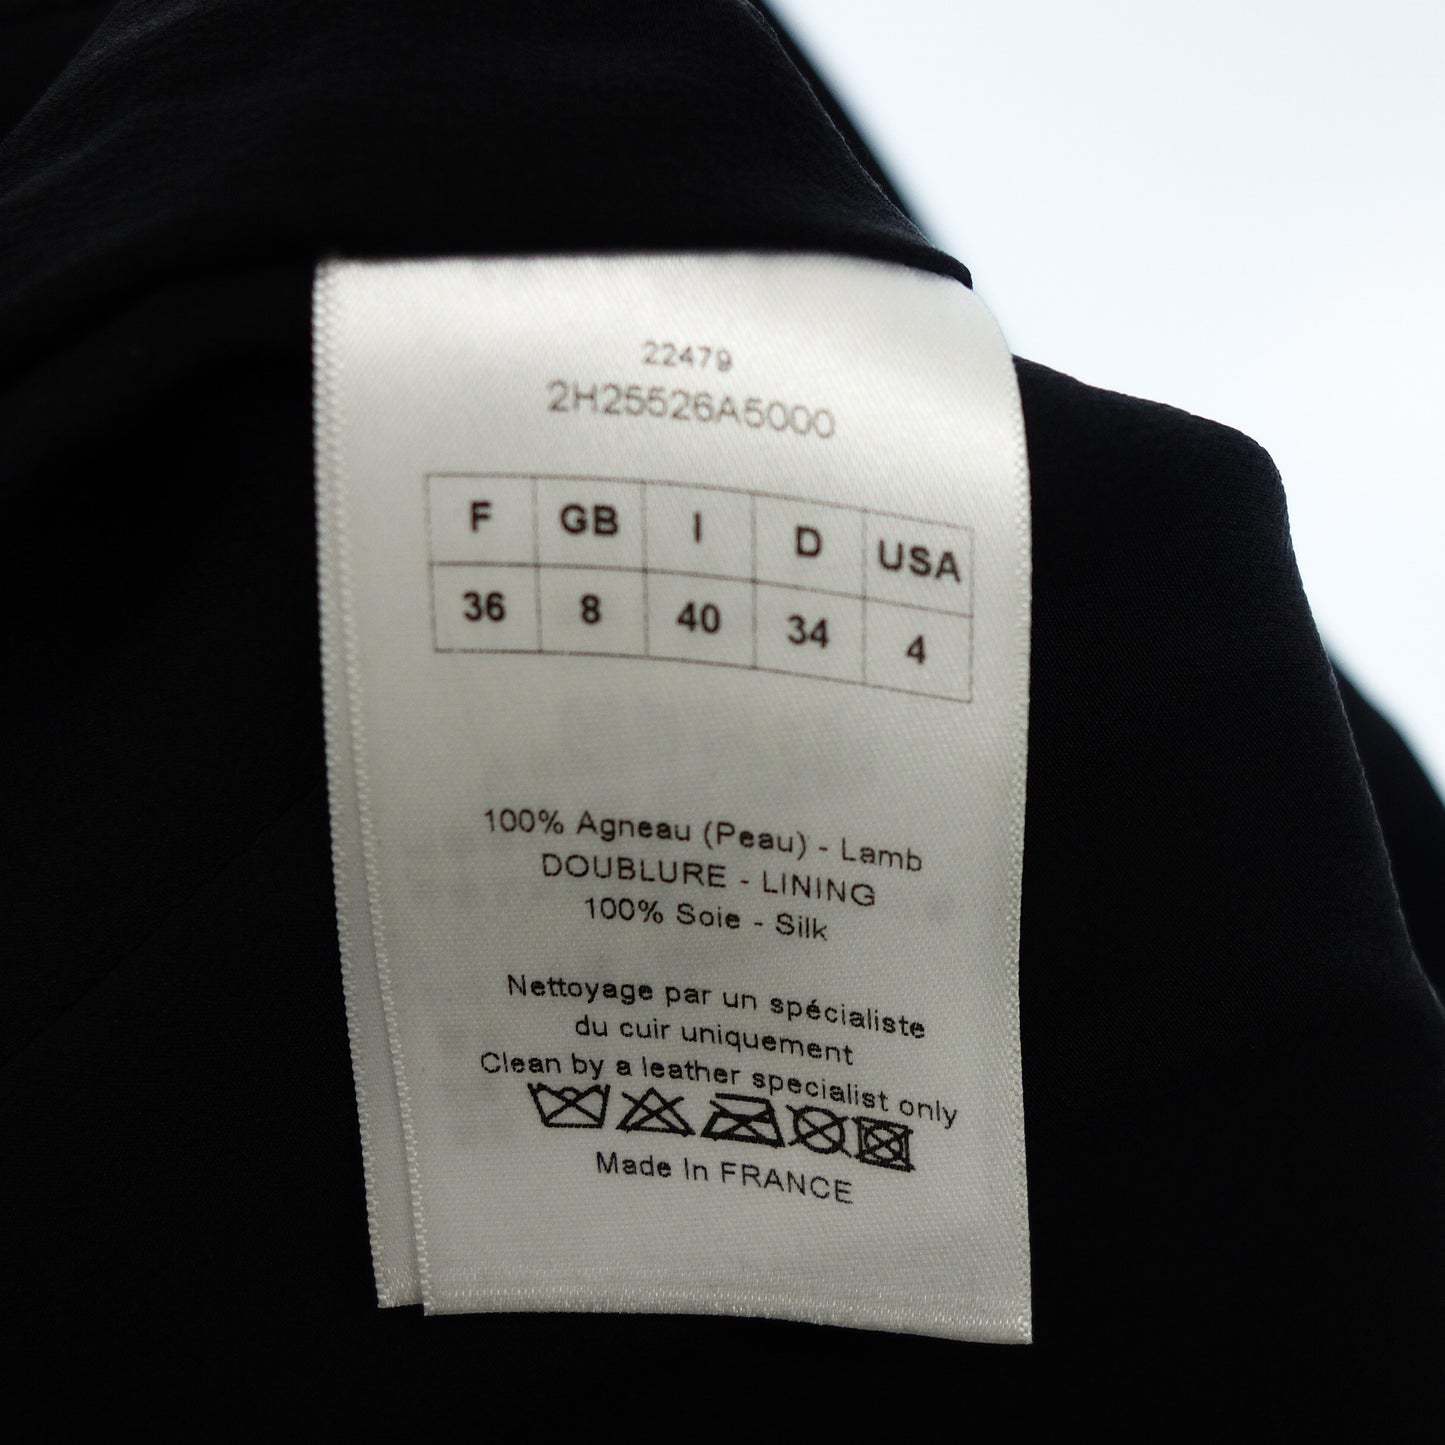 22479
2H25526A5000
F GB I D USA
36 8 40 34 4
100% Agneau (Peau) - Lamb
DOUBLURE - LINING
100% Soie - Silk
Nettoyage par un spécialiste
du cuir uniquement
Clean by a leather specialist only
Made In FRANCE